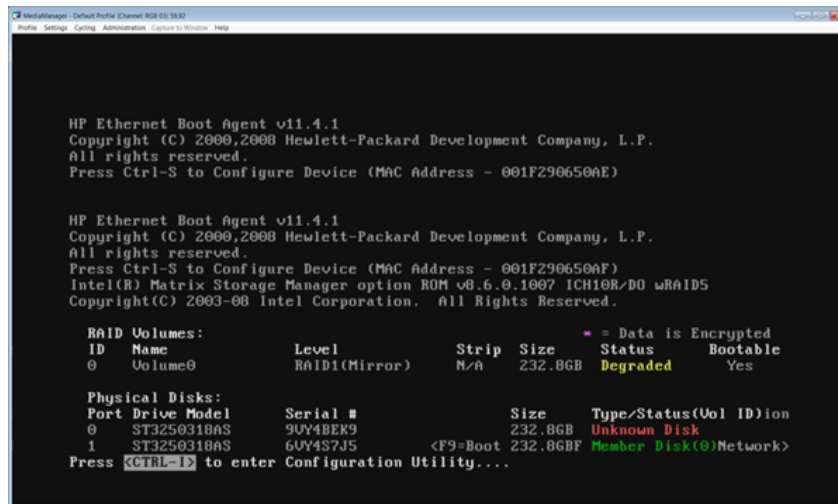 MediaManager - Default Profile (Channel: RGB 03) 59.92
Profile Settings Cycling Administration Capture to Window Help
HP Ethernet Boot Agent v11.4.1
Copyright (C) 2000,2008 Hewlett-Packard Development Company, L.P.
All rights reserved.
Press Ctrl-S to Configure Device (MAC Address - 001F290650AE)
HP Ethernet Boot Agent v11.4.1
Copyright (C) 2000,2008 Hewlett-Packard Development Company, L.P.
All rights reserved.
Press Ctrl-S to Configure Device (MAC Address - 001F290650AF)
Intel(R) Matrix Storage Manager option ROM v8.6.0.1007 ICH10R/DO wRAID5
Copyright(C) 2003-08 Intel Corporation. All Rights Reserved.
RAID Volumes: * = Data is Encrypted
ID Name Level Strip Size Status Bootable
0 Volume0 RAID1(Mirror) N/A 232.8GB Degraded Yes
Physical Disks:
Port Drive Model Serial # Size Type/Status(Vol ID)ion
0 ST3250318AS 9VY4BEK9 232.8GB Unknown Disk
1 ST3250318AS 6VY4S7J5 <F9=Boot 232.8GBF Member Disk(0)Network>
Press <CTRL-I> to enter Configuration Utility....